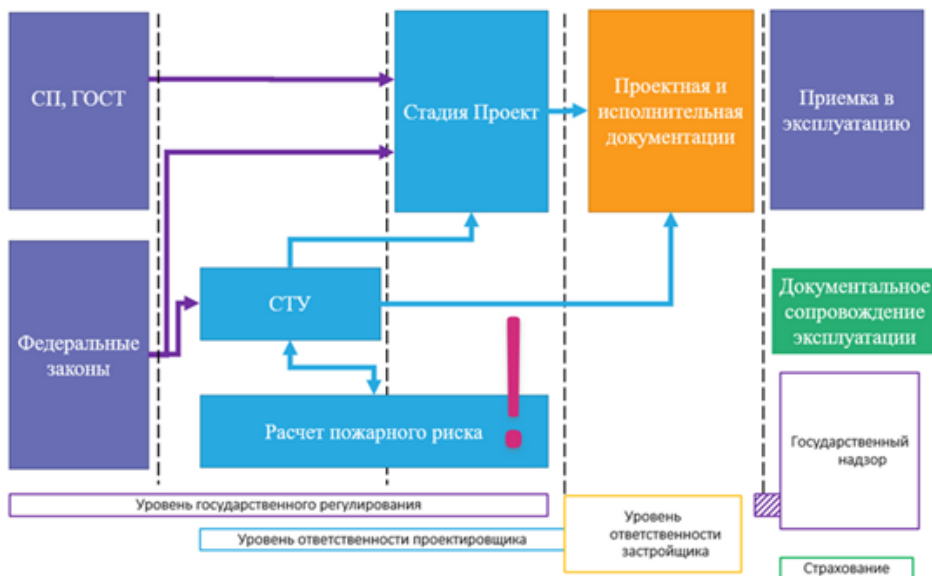 СП, ГОСТ
Стадия Проект
Проектная и
исполнительная
документации
Приемка в
эксплуатацию
Федеральные
законы
СТУ
Документальное
сопровождение
эксплуатации
!
Расчет пожарного риска
Государственный
надзор
Уровень государственного регулирования
Уровень ответственности проектировщика
Уровень
ответственности
застройщика
Страхование